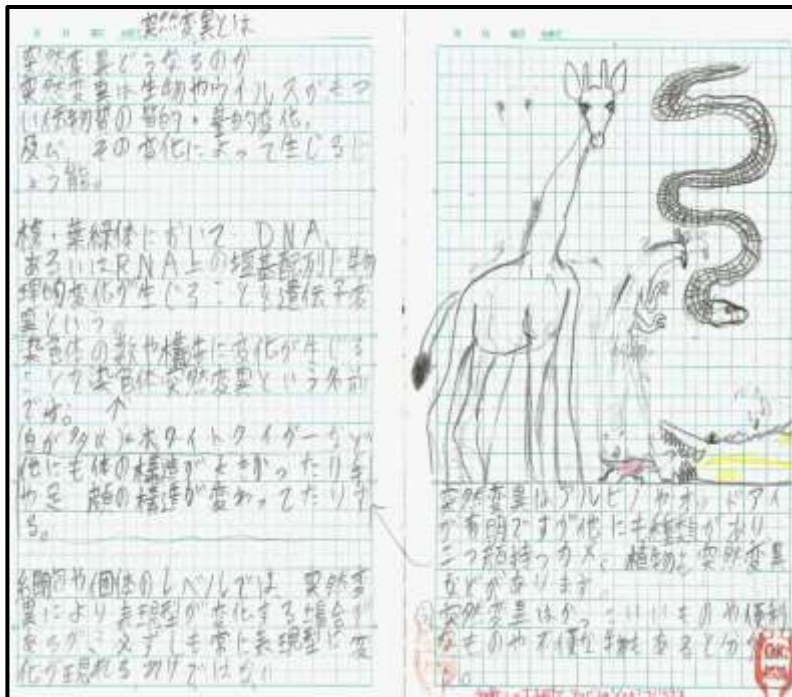 突然変異とは
突然変異どうなるのか
突然変異は生物やウイルスがもつ
い伝物質の質的・量的変化。
及び、その変化によって生じるじ
ょう態。
核・葉緑体において、DNA、
あるいはRNA上の塩基配列に物
理的変化が生じることを遺伝子変
異という。
染色体の数や構造に変化が生じる
ことを染色体突然変異という名前
です。
ホワイトタイガーなど
他にも体の構造が ったり手
や足 顔の構造が変わってたりす
る。
細胞や個体のレベルでは 突然変
異により表現型が変化する場合が
あるが、 ずしも常に表現型に変
化が現れるわけではない
突然変異はアルビノやオッドアイ
が有名ですが他にも種類があり
二つ頭持つカメ、植物も突然変異
などがあります。
突然変異はかっこいいものや便利
なものや不便な物もあると
る。